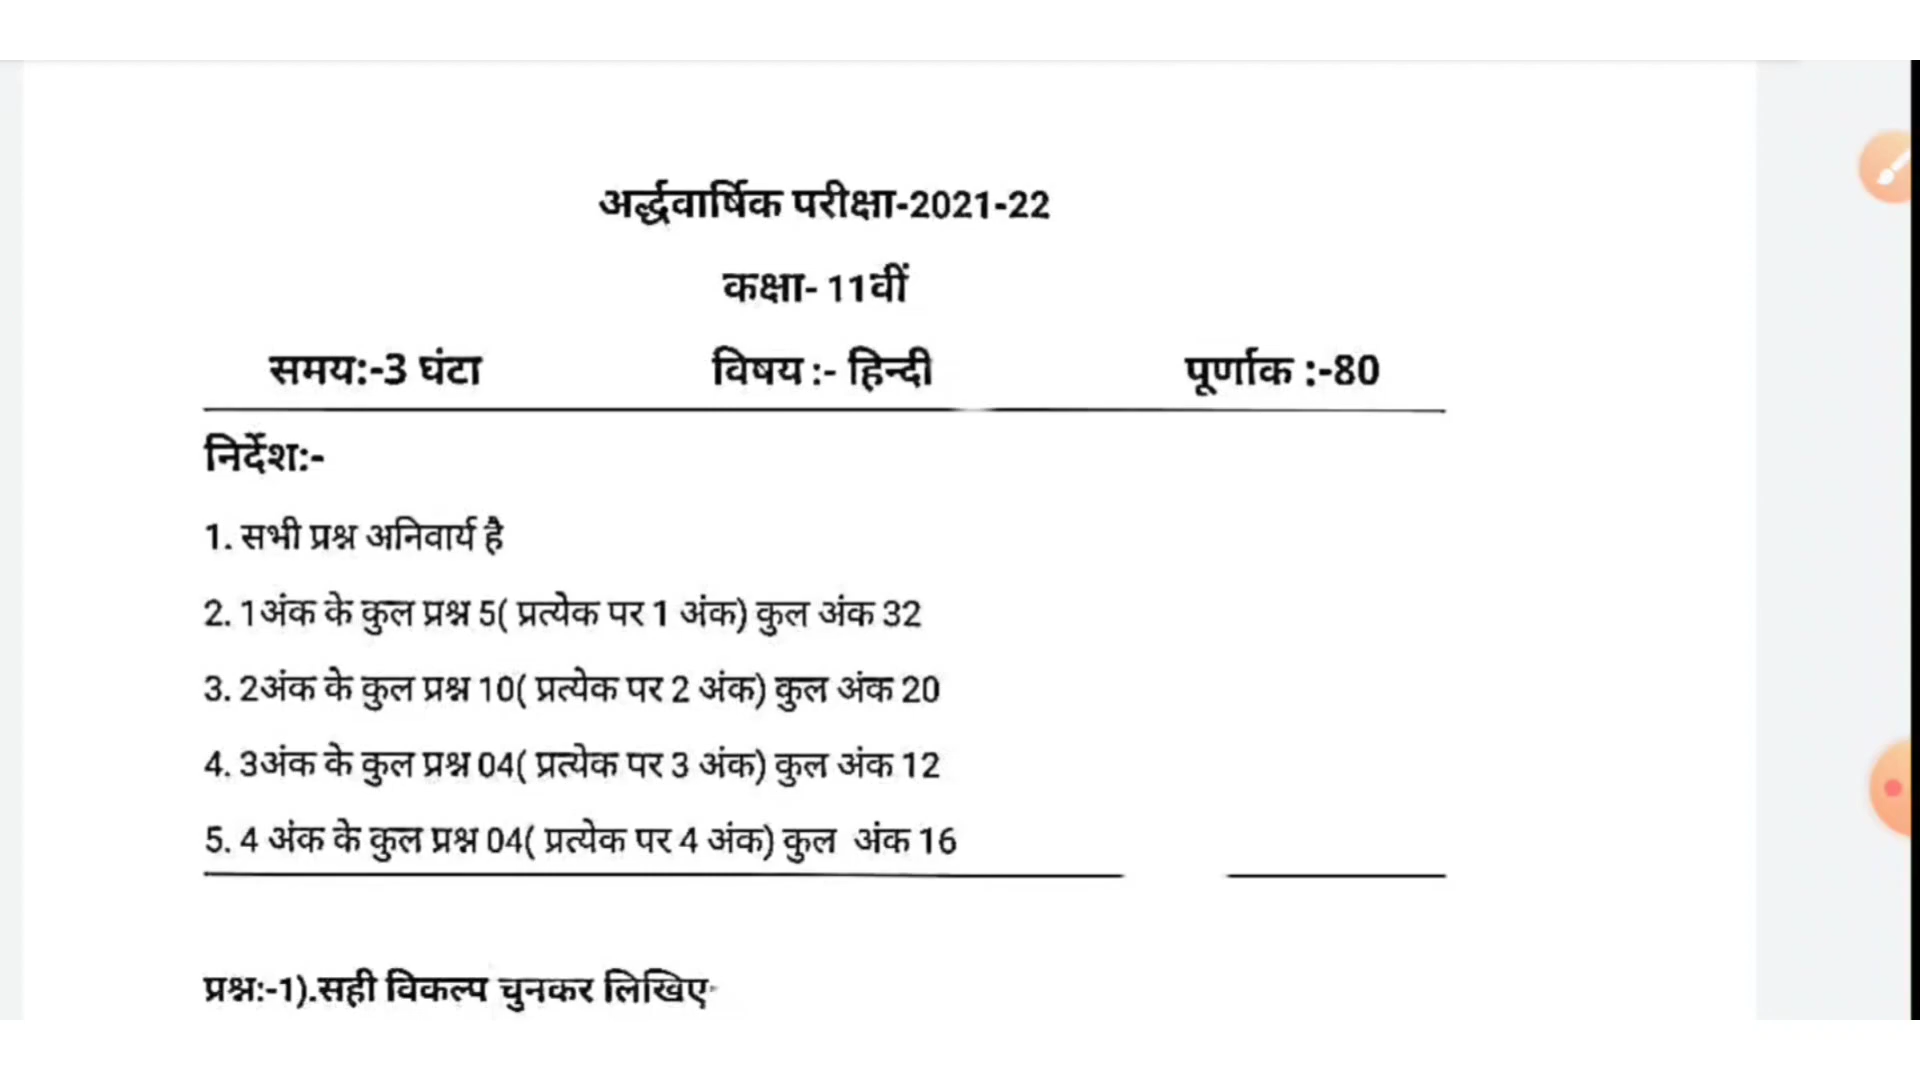 अर्द्धवार्षिक परीक्षा-2021-22
कक्षा- 11वीं
समय:-3 घंटा विषय :- हिन्दी पूर्णाक :-80
निर्देश:-
1. सभी प्रश्न अनिवार्य है
2. 1अंक के कुल प्रश्न 5( प्रत्येक पर 1 अंक) कुल अंक 32
3. 2अंक के कुल प्रश्न 10( प्रत्येक पर 2 अंक) कुल अंक 20
4. 3अंक के कुल प्रश्न 04( प्रत्येक पर 3 अंक) कुल अंक 12
5. 4 अंक के कुल प्रश्न 04( प्रत्येक पर 4 अंक) कुल अंक 16
प्रश्न:-1).सही विकल्प चुनकर लिखिए